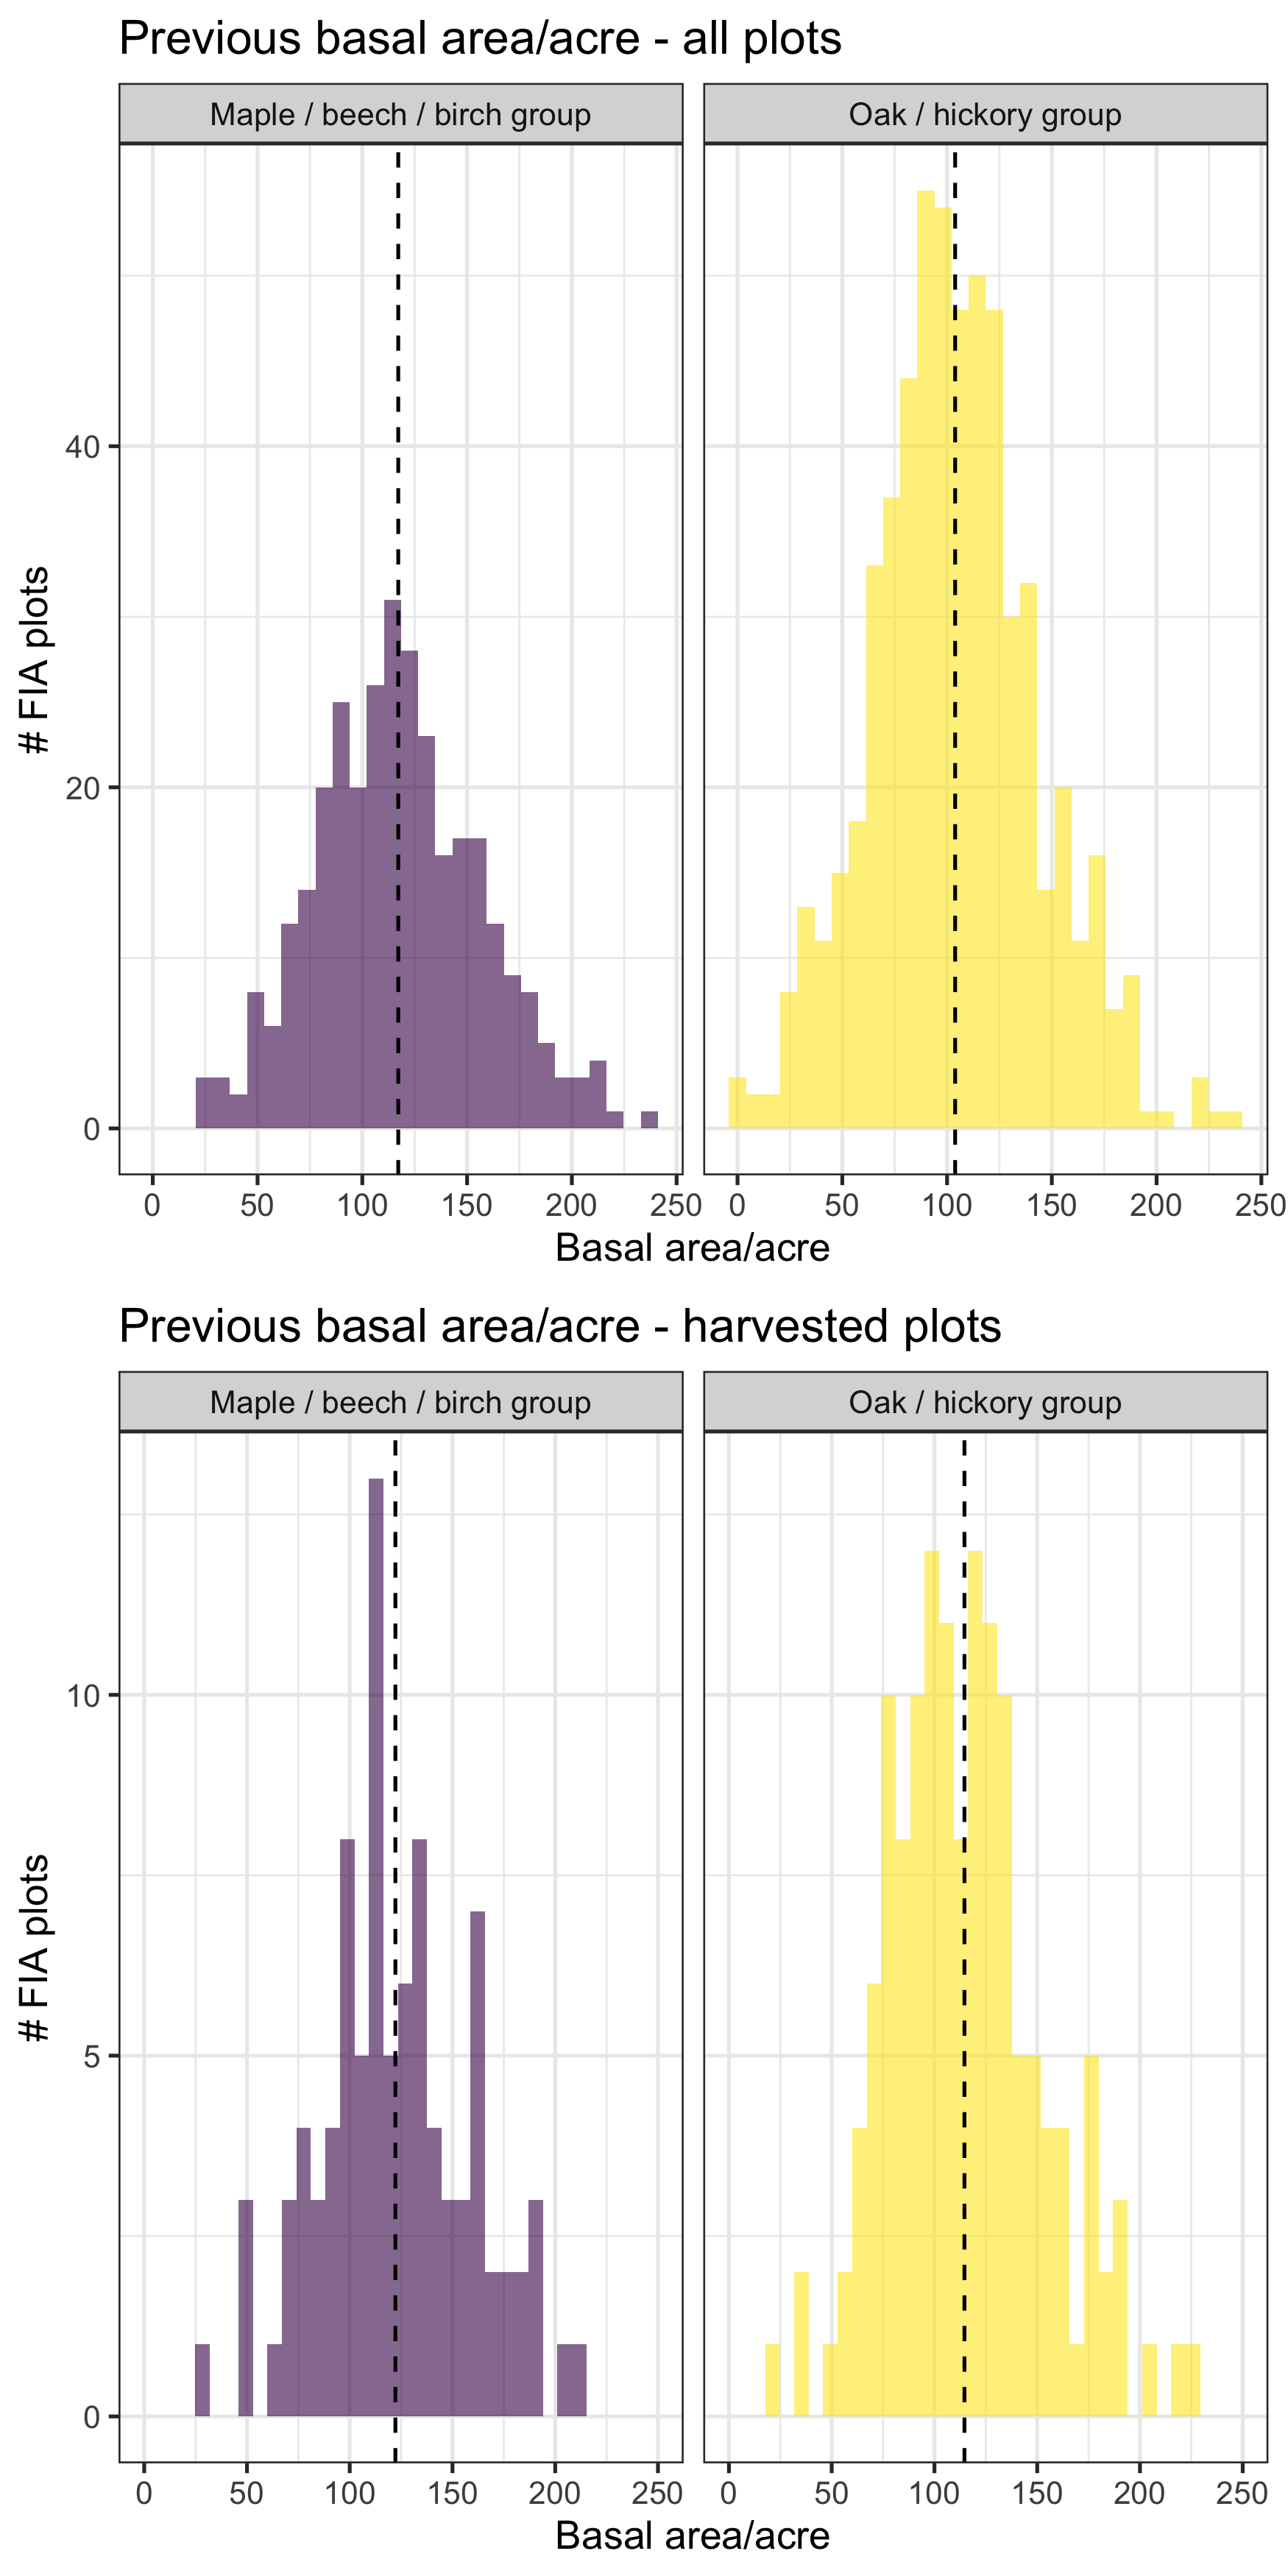 Previous basal area/acre - all plots
Maple / beech / birch group
Oak / hickory group
# FIA plots
40
20
0
0 50 100 150 200 250
0 50 100 150 200 250
Basal area/acre
Previous basal area/acre - harvested plots
Maple / beech / birch group
Oak / hickory group
# FIA plots
10
5
0
0 50 100 150 200 250
0 50 100 150 200 250
Basal area/acre